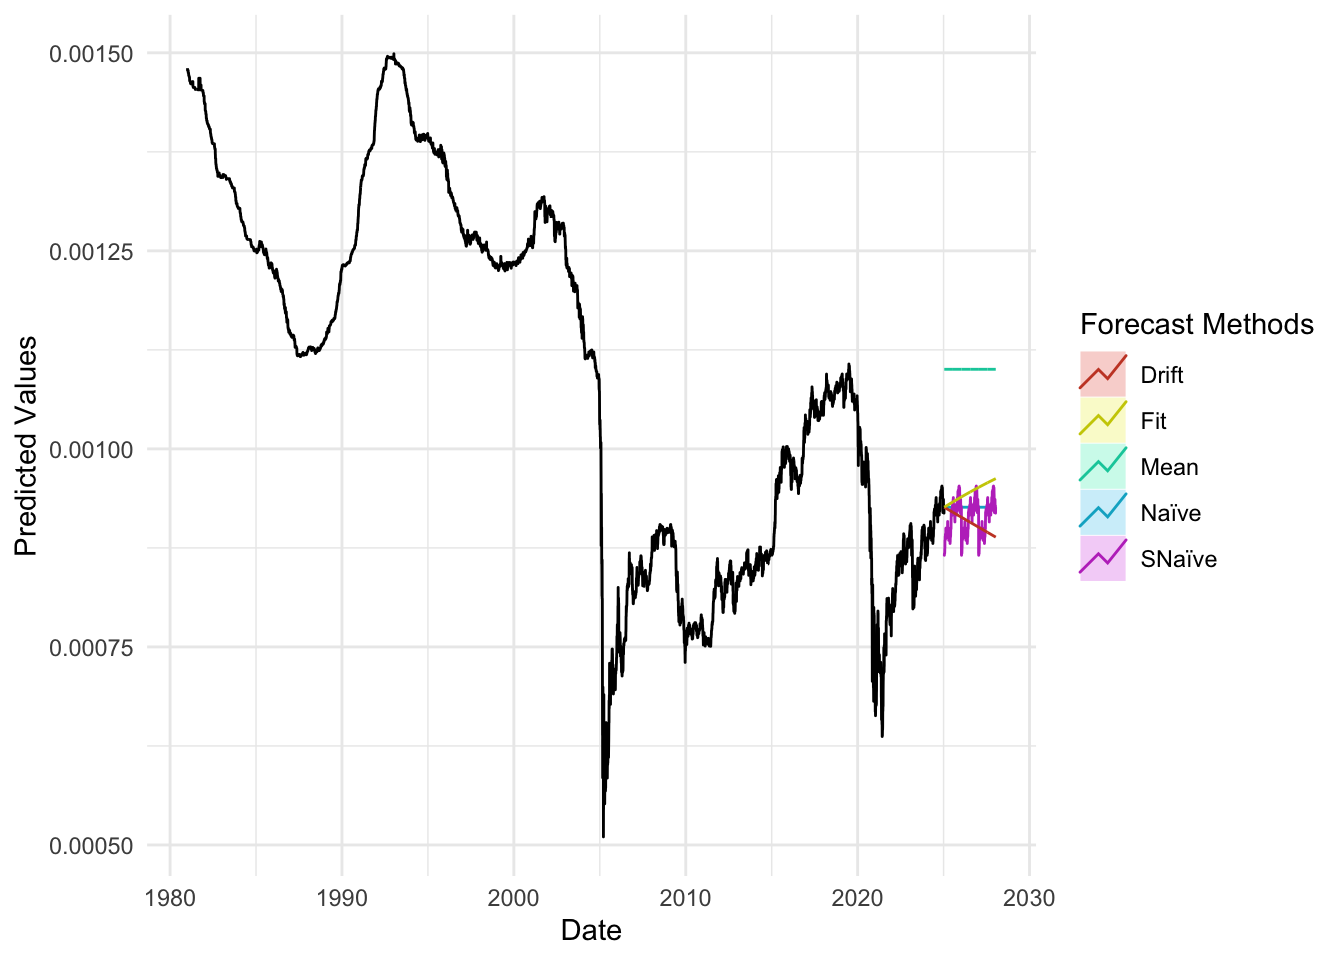 0.00150
0.00125
0.00100
0.00075
0.00050
Predicted Values
1980 1990 2000 2010 2020 2030
Date
Forecast Methods
Drift
Fit
Mean
Naïve
SNaïve